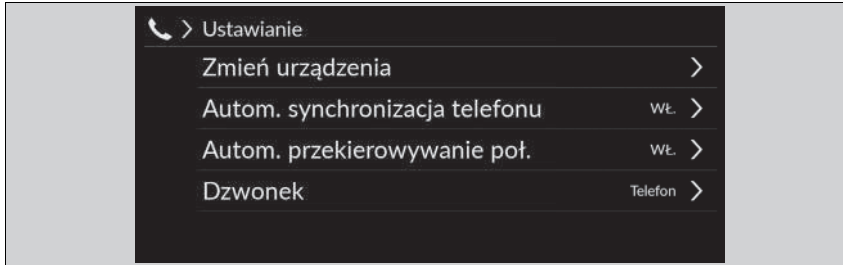 Ustawianie
Zmień urządzenia
Autom. synchronizacja telefonu WŁ.
Autom. przekierowywanie poł. WŁ.
Dzwonek Telefon